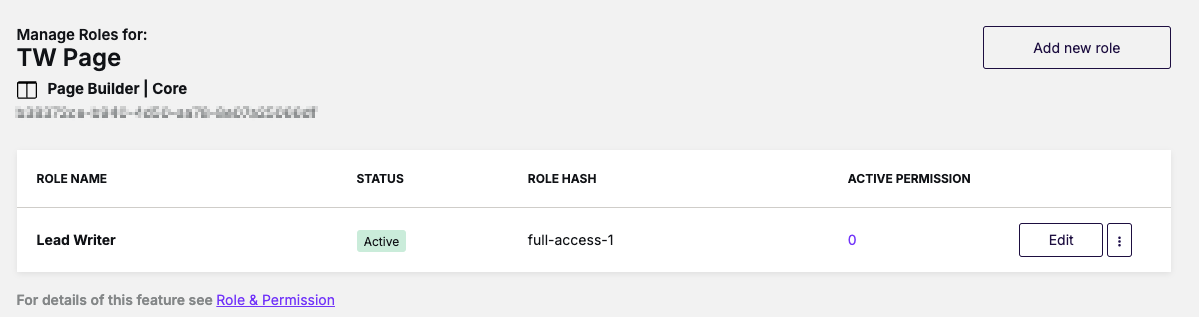 Manage Roles for:
TW Page
Add new role
Page Builder | Core
ROLE NAME STATUS ROLE HASH ACTIVE PERMISSION
Lead Writer Active full-access-1 0 Edit
For details of this feature see Role & Permission